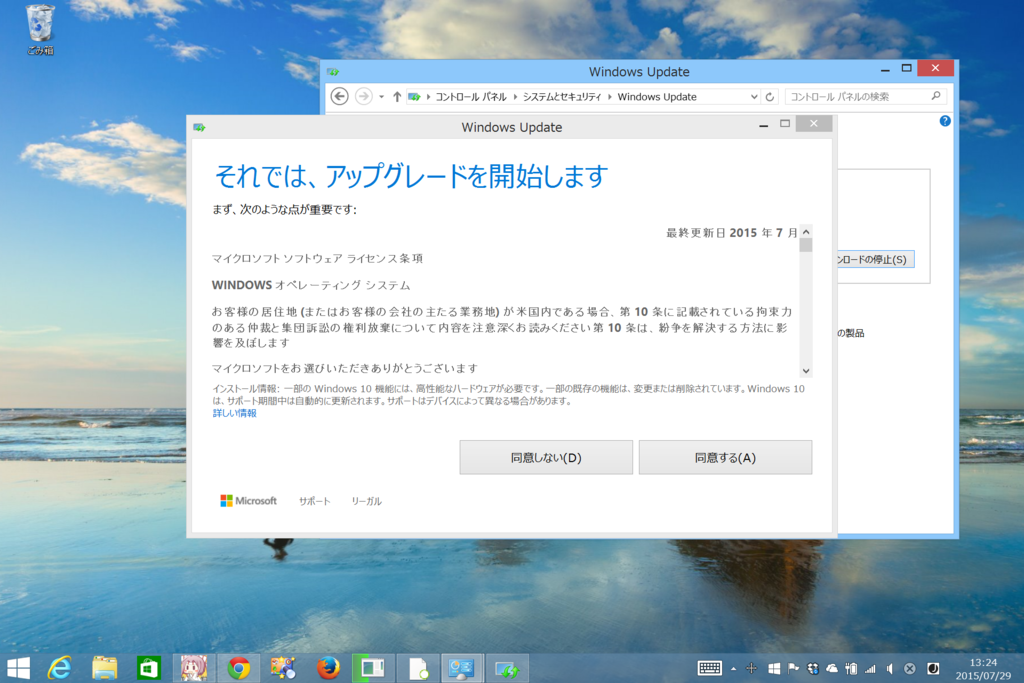 ごみ箱
Windows Update
コントロール パネル
システムとセキュリティ
Windows Update
コントロール パネルの検索
Windows Update
それでは、アップグレードを開始します
まず、次のような点が重要です:
最終更新日 2015 年 7 月
マイクロソフト ソフトウェア ライセンス条項
WINDOWS オペレーティング システム
お客様の居住地 (またはお客様の会社の主たる業務地) が米国内である場合、第 10 条に記載されている拘束力
のある仲裁と集団訴訟の権利放棄について内容を注意深くお読みください第 10 条は、紛争を解決する方法に影
響を及ぼします
マイクロソフトをお選びいただきありがとうございます
インストール情報: 一部の Windows 10 機能には、高性能なハードウェアが必要です。一部の既存の機能は、変更または削除されています。Windows 10
は、サポート期間中は自動的に更新されます。サポートはデバイスによって異なる場合があります。
詳しい情報
同意しない(D)
同意する(A)
Microsoft
サポート
リーガル
ンロードの停止(S)
の製品
13:24
2015/07/29